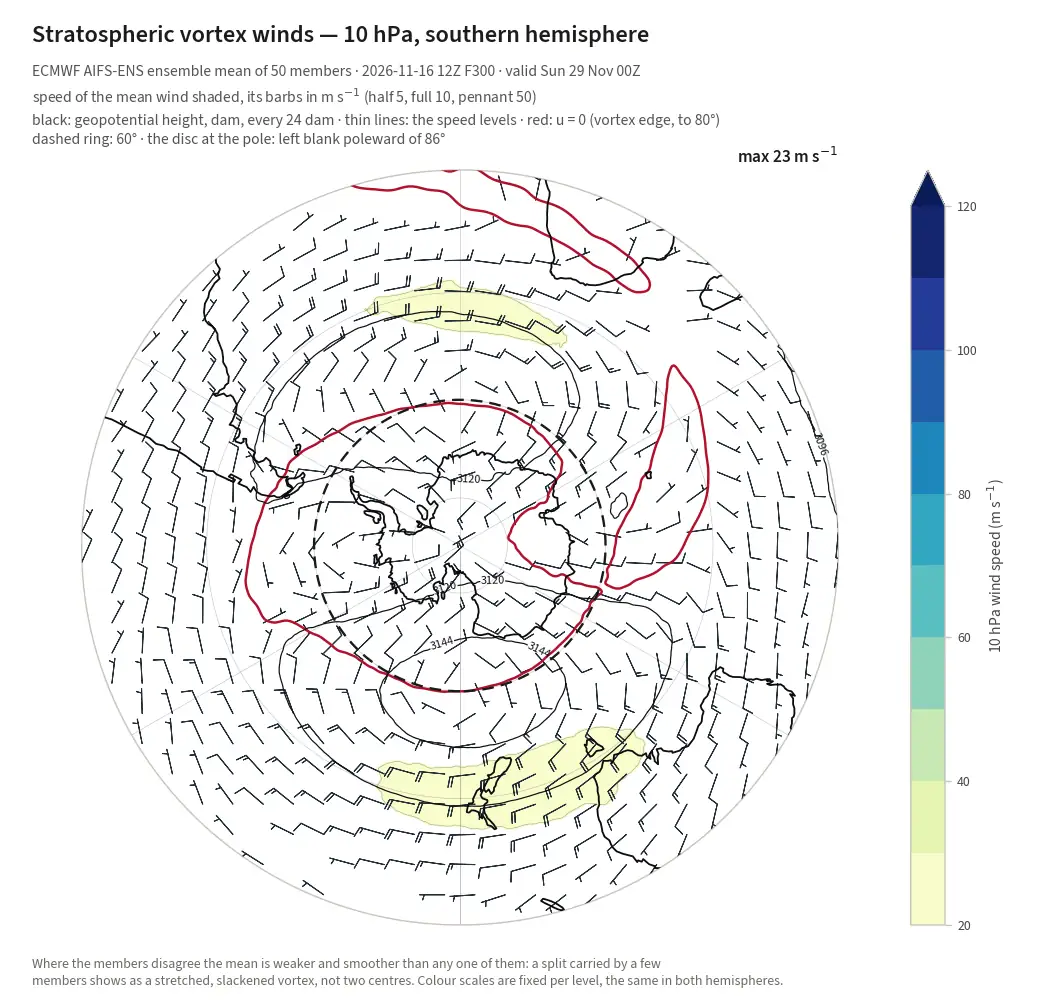 Stratospheric vortex winds — 10 hPa, southern hemisphere
ECMWF AIFS-ENS ensemble mean of 50 members · 2026-11-16 12Z F300 · valid Sun 29 Nov 00Z
speed of the mean wind shaded, its barbs in m s⁻¹ (half 5, full 10, pennant 50)
black: geopotential height, dam, every 24 dam · thin lines: the speed levels · red: u = 0 (vortex edge, to 80°)
dashed ring: 60° · the disc at the pole: left blank poleward of 86°
max 23 m s⁻¹
120
100
80
60
40
20
10 hPa wind speed (m s⁻¹)
3096
3120
3120
3120
3144
3144
Where the members disagree the mean is weaker and smoother than any one of them: a split carried by a few
members shows as a stretched, slackened vortex, not two centres. Colour scales are fixed per level, the same in both hemispheres.